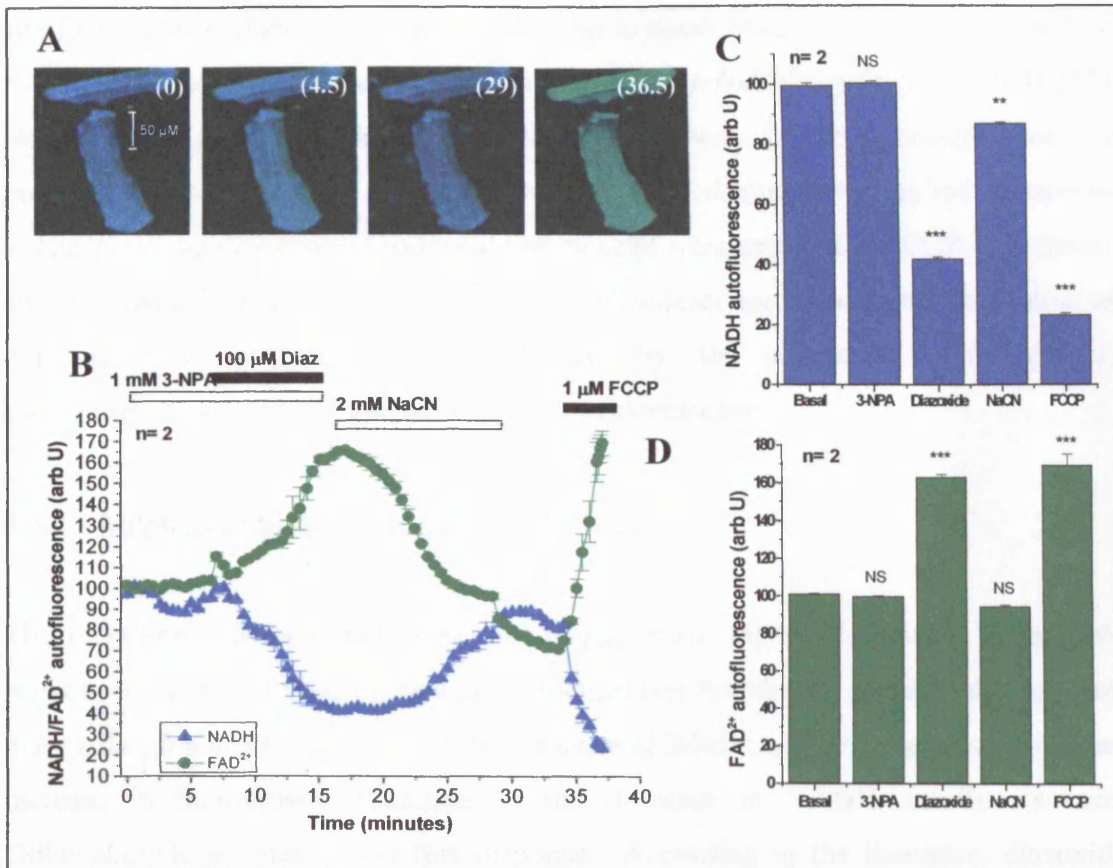 A
(0)
(4.5)
(29)
(36.5)
50 µM
B
100 µM Diaz
1 mM 3-NPA
2 mM NaCN
1 µM FCCP
n= 2
NADH/FAD²⁺ autofluorescence (arb U)
180
170
160
150
140
130
120
110
100
90
80
70
60
50
40
30
20
10
NADH
FAD²⁺
0
5
10
15
20
25
30
35
40
Time (minutes)
C
n= 2
NS
**
***
***
NADH autofluorescence (arb U)
100
80
60
40
20
0
Basal
3-NPA
Diazoxide
NaCN
FCCP
D
n= 2
***
***
NS
NS
FAD²⁺ autofluorescence (arb U)
180
160
140
120
100
80
60
40
20
0
Basal
3-NPA
Diazoxide
NaCN
FCCP